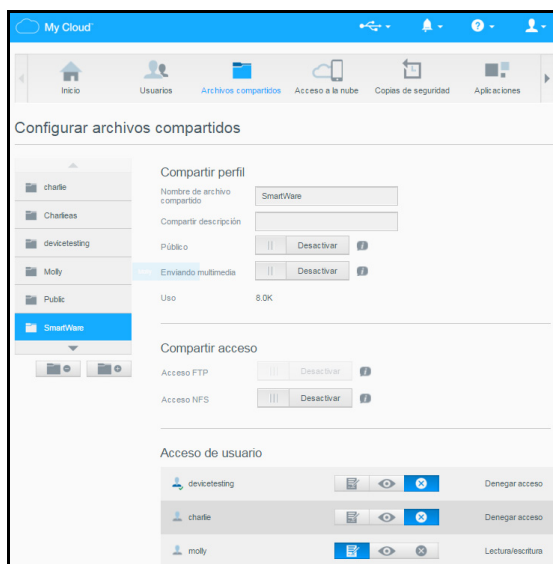 My Cloud
Inicio
Usuarios
Archivos compartidos
Acceso a la nube
Copias de seguridad
Aplicaciones
Configurar archivos compartidos
charlie
Charlieas
devicetesting
Molly
Public
SmartWare
Compartir perfil
Nombre de archivo
compartido
SmartWare
Compartir descripción
Público
Desactivar
Enviando multimedia
Desactivar
Uso
8.0K
Compartir acceso
Acceso FTP
Desactivar
Acceso NFS
Desactivar
Acceso de usuario
devicetesting
Denegar acceso
charlie
Denegar acceso
molly
Lectura/escritura